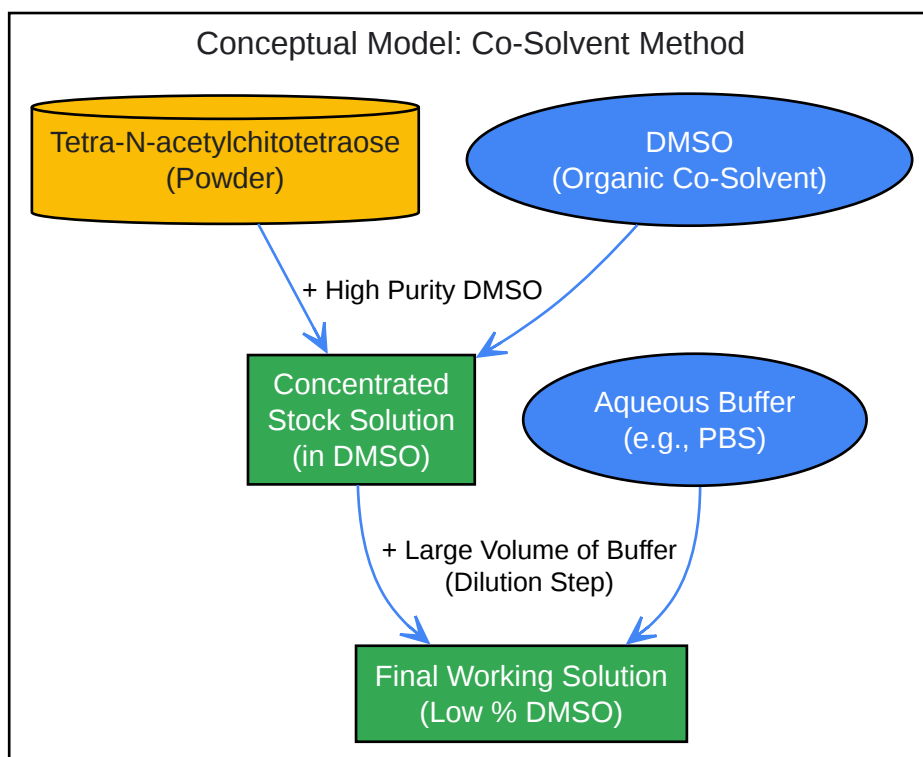 Conceptual Model: Co-Solvent Method
Tetra-N-acetylchitotetraose
(Powder)
DMSO
(Organic Co-Solvent)
+ High Purity DMSO
Concentrated
Stock Solution
(in DMSO)
Aqueous Buffer
(e.g., PBS)
+ Large Volume of Buffer
(Dilution Step)
Final Working Solution
(Low % DMSO)